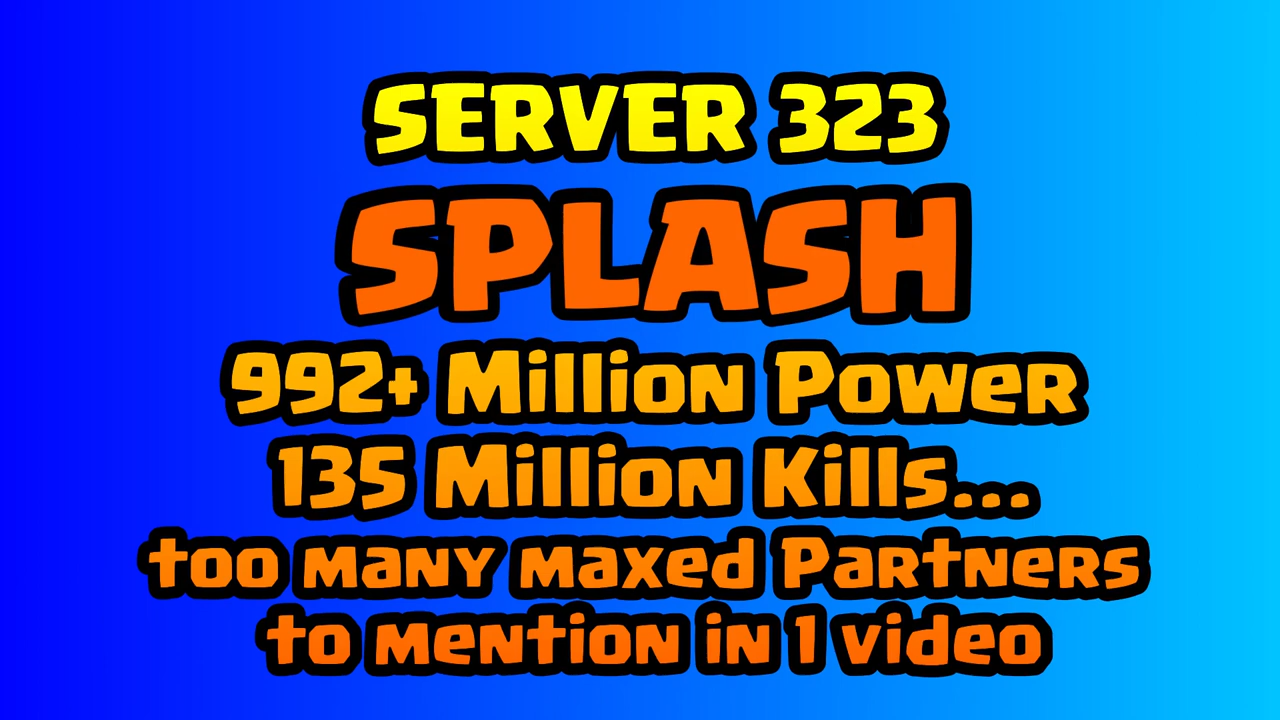 SERVER 323
SPLASH
992+ Million Power
135 Million Kills...
too many maxed Partners
to mention in 1 video